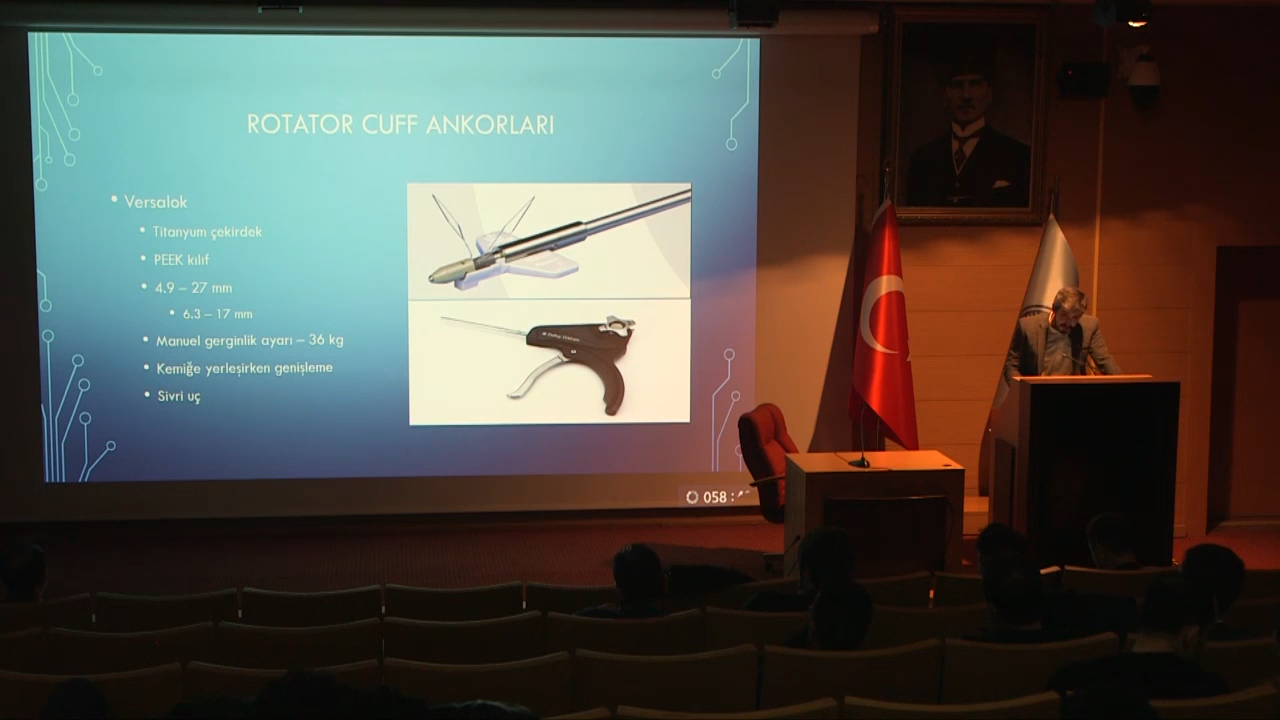 ROTATOR CUFF ANKORLARI
• Versalok
• Titanyum çekirdek
• PEEK kılıf
• 4.9 – 27 mm
• 6.3 – 17 mm
• Manuel gerginlik ayarı – 36 kg
• Kemiğe yerleşirken genişleme
• Sivri uç
058 :